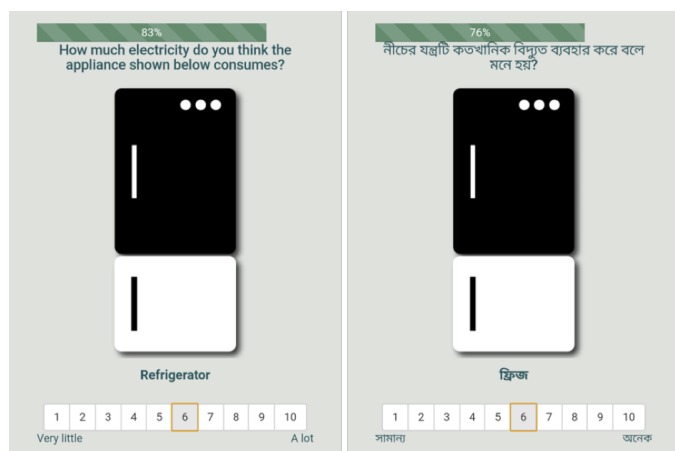 83%
How much electricity do you think the
appliance shown below consumes?
Refrigerator
1 2 3 4 5 6 7 8 9 10
Very little A lot
76%
নীচের যন্ত্রটি কতখানিক বিদ্যুত ব্যবহার করে বলে
মনে হয়?
ফ্রিজ
1 2 3 4 5 6 7 8 9 10
সামান্য অনেক